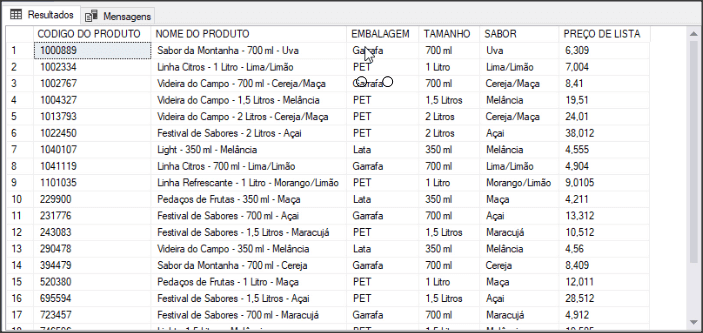 Resultados Mensagens
CODIGO DO PRODUTO NOME DO PRODUTO EMBALAGEM TAMANHO SABOR PREÇO DE LISTA
1 1000889 Sabor da Montanha - 700 ml - Uva Garrafa 700 ml Uva 6,309
2 1002334 Linha Citros - 1 Litro - Lima/Limão PET 1 Litro Lima/Limão 7,004
3 1002767 Videira do Campo - 700 ml - Cereja/Maça Garrafa 700 ml Cereja/Maça 8,41
4 1004327 Videira do Campo - 1,5 Litros - Melância PET 1,5 Litros Melância 19,51
5 1013793 Videira do Campo - 2 Litros - Cereja/Maça PET 2 Litros Cereja/Maça 24,01
6 1022450 Festival de Sabores - 2 Litros - Açai PET 2 Litros Açai 38,012
7 1040107 Light - 350 ml - Melância Lata 350 ml Melância 4,555
8 1041119 Linha Citros - 700 ml - Lima/Limão Garrafa 700 ml Lima/Limão 4,904
9 1101035 Linha Refrescante - 1 Litro - Morango/Limão PET 1 Litro Morango/Limão 9,0105
10 229900 Pedaços de Frutas - 350 ml - Maça Lata 350 ml Maça 4,211
11 231776 Festival de Sabores - 700 ml - Açai Garrafa 700 ml Açai 13,312
12 243083 Festival de Sabores - 1,5 Litros - Maracujá PET 1,5 Litros Maracujá 10,512
13 290478 Videira do Campo - 350 ml - Melância Lata 350 ml Melância 4,56
14 394479 Sabor da Montanha - 700 ml - Cereja Garrafa 700 ml Cereja 8,409
15 520380 Pedaços de Frutas - 1 Litro - Maça PET 1 Litro Maça 12,011
16 695594 Festival de Sabores - 1,5 Litros - Açai PET 1,5 Litros Açai 28,512
17 723457 Festival de Sabores - 700 ml - Maracujá Garrafa 700 ml Maracujá 4,912